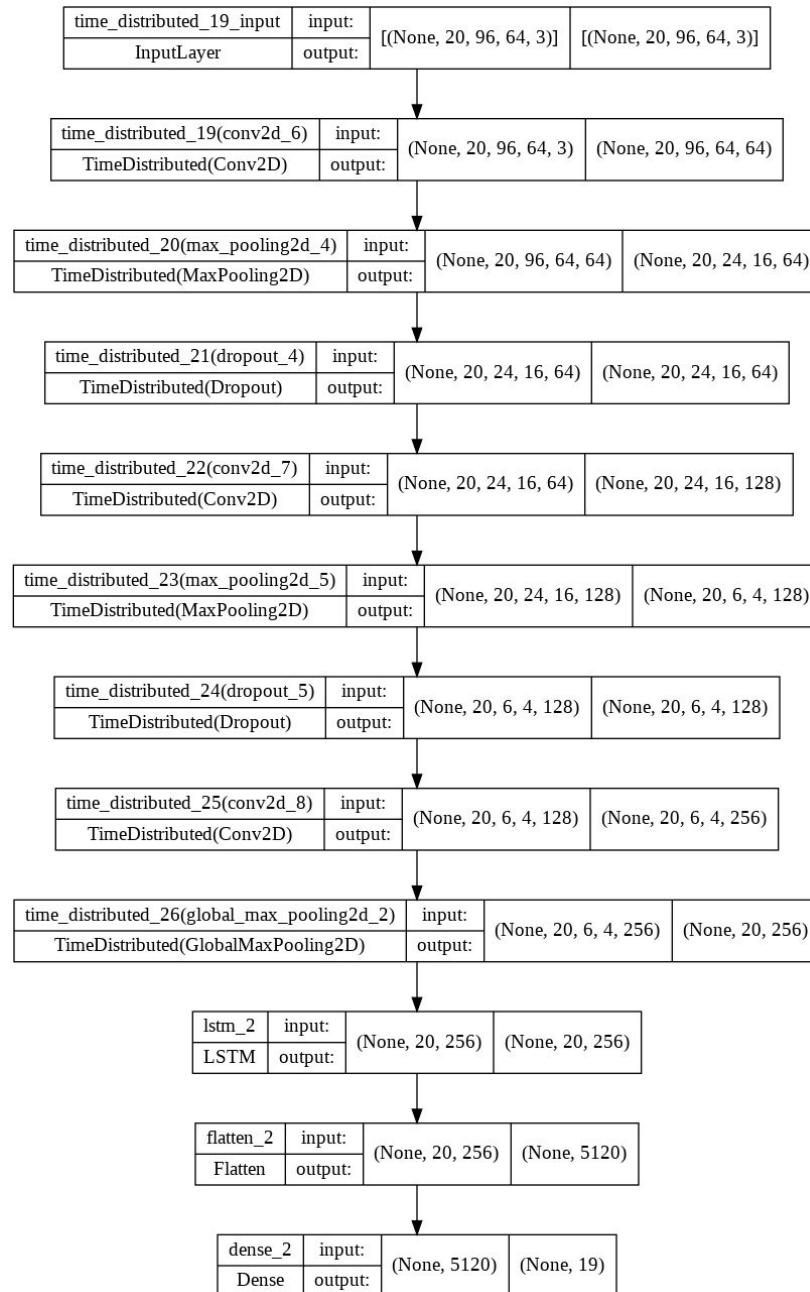 time_distributed_19_input input: [(None, 20, 96, 64, 3)] [(None, 20, 96, 64, 3)]
InputLayer output:
time_distributed_19(conv2d_6) input: (None, 20, 96, 64, 3) (None, 20, 96, 64, 64)
TimeDistributed(Conv2D) output:
time_distributed_20(max_pooling2d_4) input: (None, 20, 96, 64, 64) (None, 20, 24, 16, 64)
TimeDistributed(MaxPooling2D) output:
time_distributed_21(dropout_4) input: (None, 20, 24, 16, 64) (None, 20, 24, 16, 64)
TimeDistributed(Dropout) output:
time_distributed_22(conv2d_7) input: (None, 20, 24, 16, 64) (None, 20, 24, 16, 128)
TimeDistributed(Conv2D) output:
time_distributed_23(max_pooling2d_5) input: (None, 20, 24, 16, 128) (None, 20, 6, 4, 128)
TimeDistributed(MaxPooling2D) output:
time_distributed_24(dropout_5) input: (None, 20, 6, 4, 128) (None, 20, 6, 4, 128)
TimeDistributed(Dropout) output:
time_distributed_25(conv2d_8) input: (None, 20, 6, 4, 128) (None, 20, 6, 4, 256)
TimeDistributed(Conv2D) output:
time_distributed_26(global_max_pooling2d_2) input: (None, 20, 6, 4, 256) (None, 20, 256)
TimeDistributed(GlobalMaxPooling2D) output:
lstm_2 input: (None, 20, 256) (None, 20, 256)
LSTM output:
flatten_2 input: (None, 20, 256) (None, 5120)
Flatten output:
dense_2 input: (None, 5120) (None, 19)
Dense output: